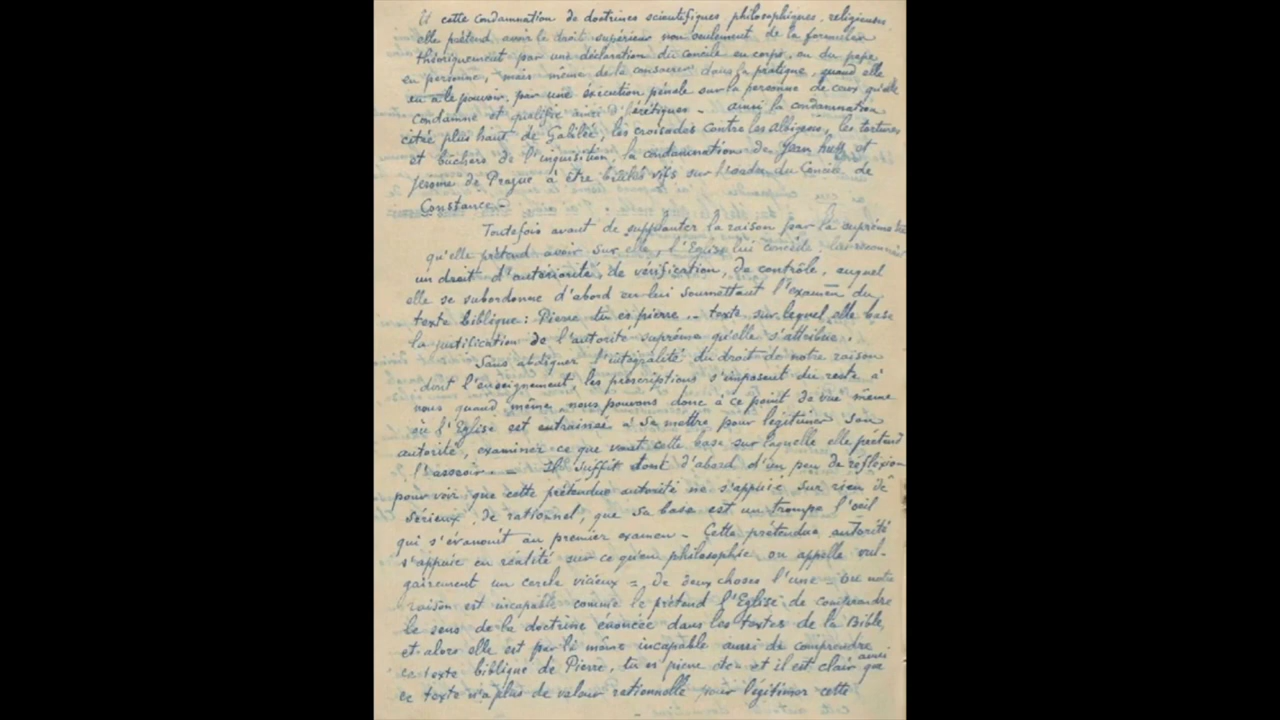 Et cette condamnation de doctrines scientifiques, philosophiques, religieuses
elle prétend avoir le droit supérieur non seulement de la formuler
théoriquement par une déclaration du concile en corps, ou du pape
en personne, mais même de la consacrer dans la pratique, quand elle
en a le pouvoir, par une exécution pénale sur la personne de ceux qu'elle
condamne et qualifie ainsi d'hérétiques - ainsi la condamnation
citée plus haut de Galilée, les croisades contre les albigeois, les tortures
et bûchers de l'inquisition, la condamnation de Jean huss et
Jerome de Prague à être brûlés vifs sur l'ordre du Concile de
Constance -
Toutefois avant de supplanter la raison par la suprématie
qu'elle prétend avoir sur elle, l'Eglise lui concède,
un droit d'antériorité, de vérification, de contrôle, auquel
elle se subordonne d'abord en lui soumettant l'examen du
texte biblique : Pierre tu es pierre .. texte sur lequel elle base
la justification de l'autorité suprême qu'elle s'attribue.
Sans abdiquer l'intégralité du droit de notre raison
dont l'enseignement, les prescriptions s'imposent du reste à
nous quand même, nous pouvons donc à ce point de vue même
où l'Eglise est entrainée à se mettre pour légitimer son
autorité, examiner ce que vaut cette base sur laquelle elle prétend
l'asseoir. - Il suffit tout d'abord d'un peu de reflexion
pour voir que cette prétendue autorité ne s'appuie sur rien de
sérieux, de rationnel, que sa base est un trompe l'oeil
qui s'évanouit au premier examen - Cette prétendue autorité
s'appuie en réalité sur ce qu'en philosophie on appelle vul-
gairement un cercle vicieux = de deux choses l'une - ou notre
raison est incapable comme le prétend l'Eglise de comprendre
le sens de la doctrine énoncée dans les textes de la Bible,
et alors elle est par là même incapable aussi de comprendre
ce texte biblique de Pierre, tu es pierre etc - et il est clair ainsi que
ce texte n'a plus de valeur rationnelle pour légitimer cette